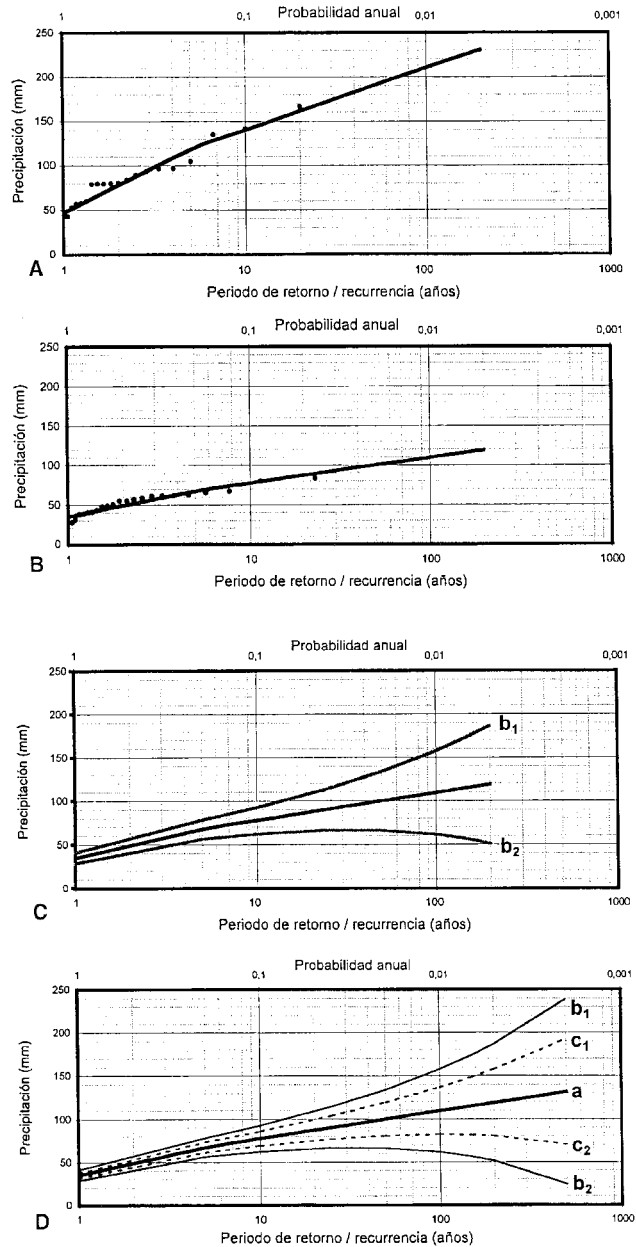 Probabilidad anual
1 0,1 0,01 0,001
250
200
150
100
50
0
Precipitación (mm)
A
1 10 100 1000
Periodo de retorno / recurrencia (años)
Probabilidad anual
1 0,1 0,01 0,001
250
200
150
100
50
0
Precipitación (mm)
B
1 10 100 1000
Periodo de retorno / recurrencia (años)
Probabilidad anual
1 0,1 0,01 0,001
250
200
150
100
50
0
Precipitación (mm)
b1
b2
C
1 10 100 1000
Periodo de retorno / recurrencia (años)
Probabilidad anual
1 0,1 0,01 0,001
250
200
150
100
50
0
Precipitación (mm)
b1
c1
a
c2
b2
D
1 10 100 1000
Periodo de retorno / recurrencia (años)